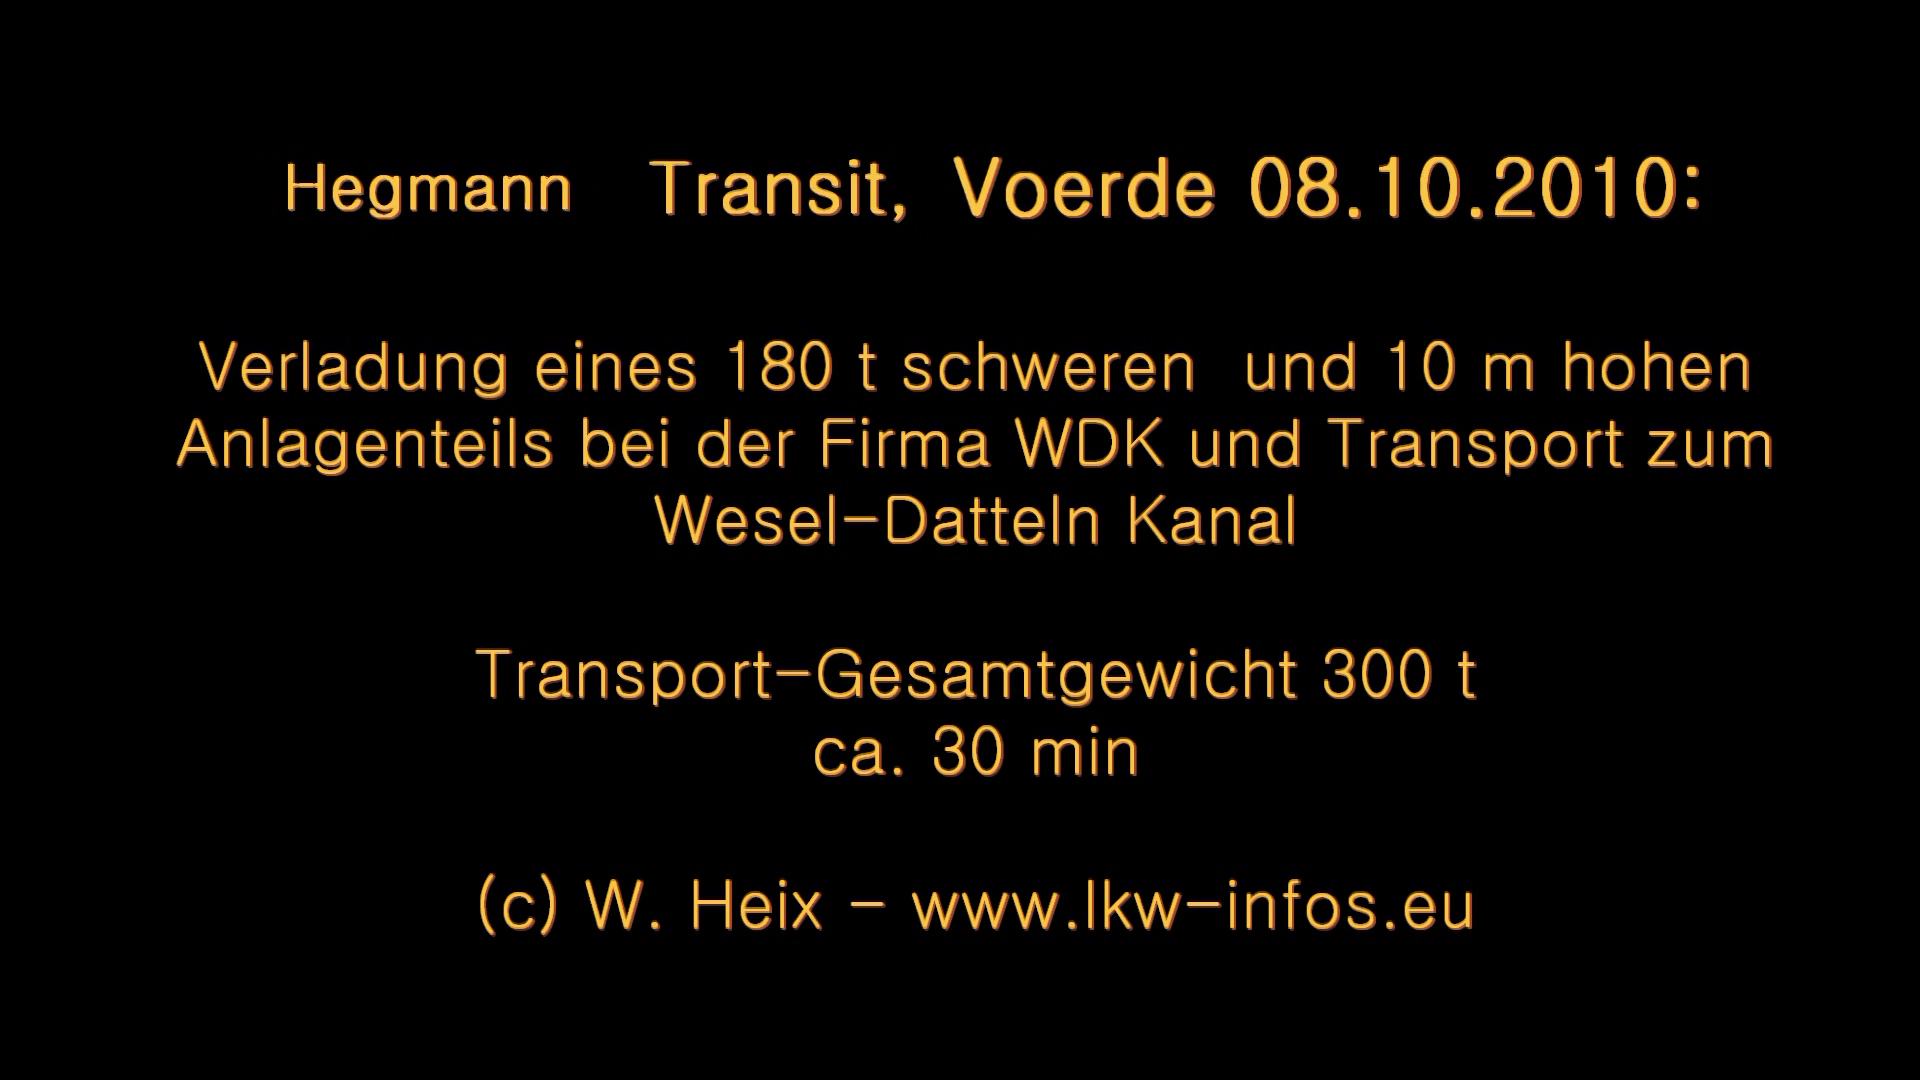 Hegmann Transit, Voerde 08.10.2010:
Verladung eines 180 t schweren und 10 m hohen
Anlagenteils bei der Firma WDK und Transport zum
Wesel-Datteln Kanal
Transport-Gesamtgewicht 300 t
ca. 30 min
(c) W. Heix - www.lkw-infos.eu